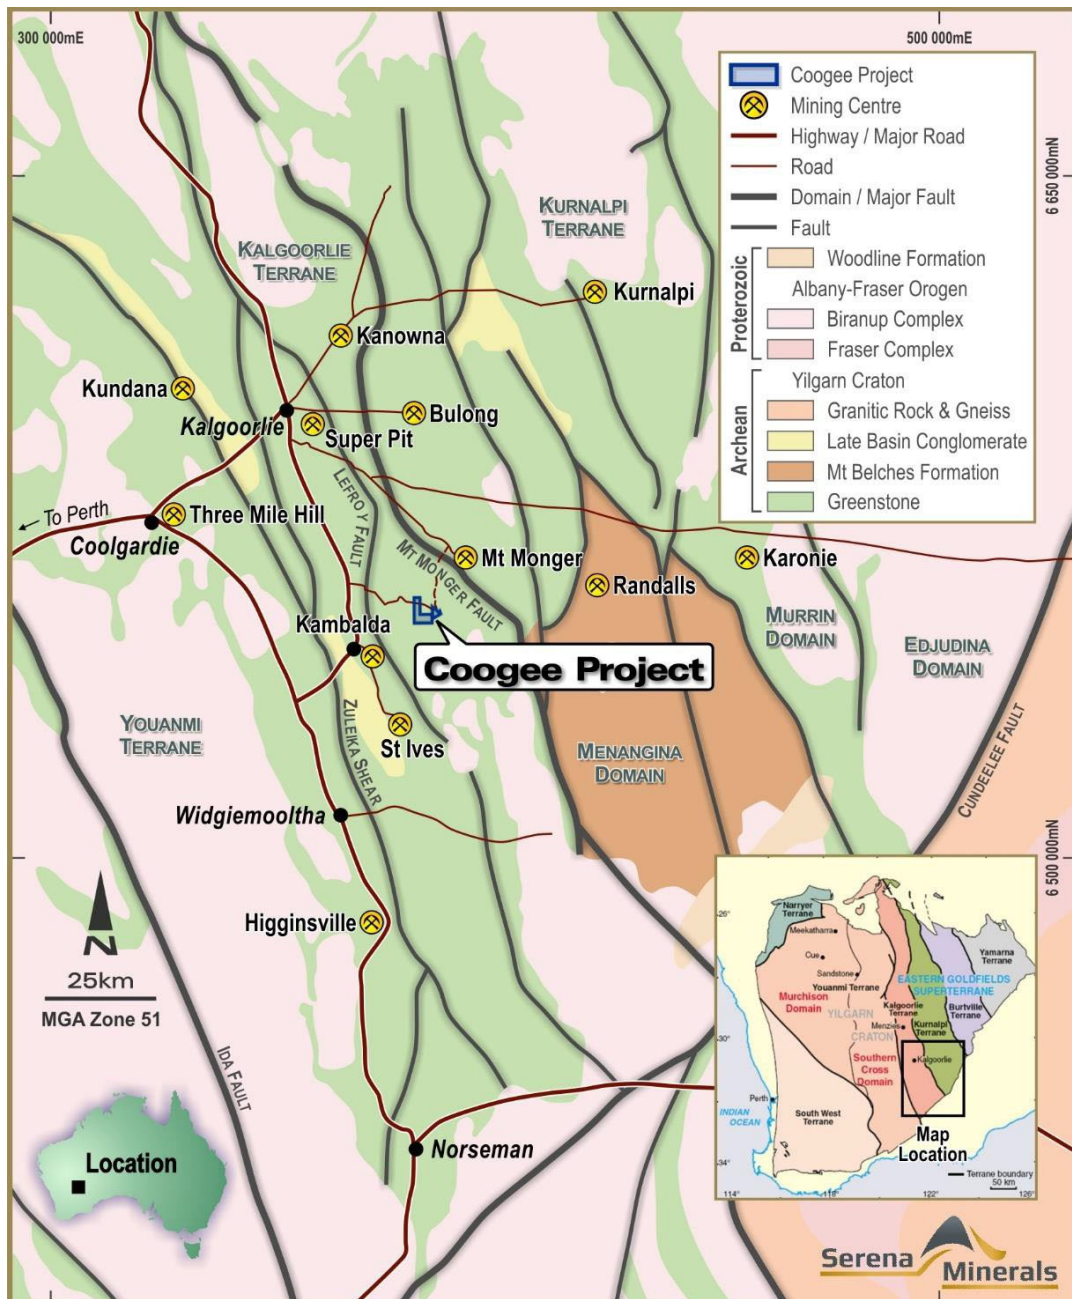 300 000mE
500 000mE
6 650 000mN
6 500 000mN
Coogee Project
Mining Centre
Highway / Major Road
Road
Domain / Major Fault
Fault
Proterozoic
Woodline Formation
Albany-Fraser Orogen
Biranup Complex
Fraser Complex
Archean
Yilgarn Craton
Granitic Rock & Gneiss
Late Basin Conglomerate
Mt Belches Formation
Greenstone
KURNALPI
TERRANE
KALGOORLIE
TERRANE
Kurnalpi
Kanowna
Kundana
Kalgoorlie
Bulong
Super Pit
To Perth
Three Mile Hill
Coolgardie
LEFROY FAULT
MT MONGER FAULT
Mt Monger
Karonie
Randalls
MURRIN
DOMAIN
EDJUDINA
DOMAIN
Kambalda
Coogee Project
YOUANMI
TERRANE
ZULEIKA SHEAR
St Ives
MENANGINA
DOMAIN
CUNDEELEE FAULT
Widgiemooltha
Higginsville
N
25km
MGA Zone 51
IDA FAULT
Norseman
Location
Narryer
Terrane
26°
Meekatharra
Cue
Sandstone
Yamarna
Terrane
Youanmi Terrane
EASTERN GOLDFIELDS
SUPERTERRANE
Murchison
Domain
Kalgoorlie
Terrane
Burtville
Terrane
YILGARN
CRATON
Menzies
Kurnalpi
Terrane
30°
Kalgoorlie
Southern
Cross
Domain
Perth
INDIAN
OCEAN
South West
Terrane
Map
Location
34°
Terrane boundary
50 km
114°
118°
122°
126°
Serena
Minerals